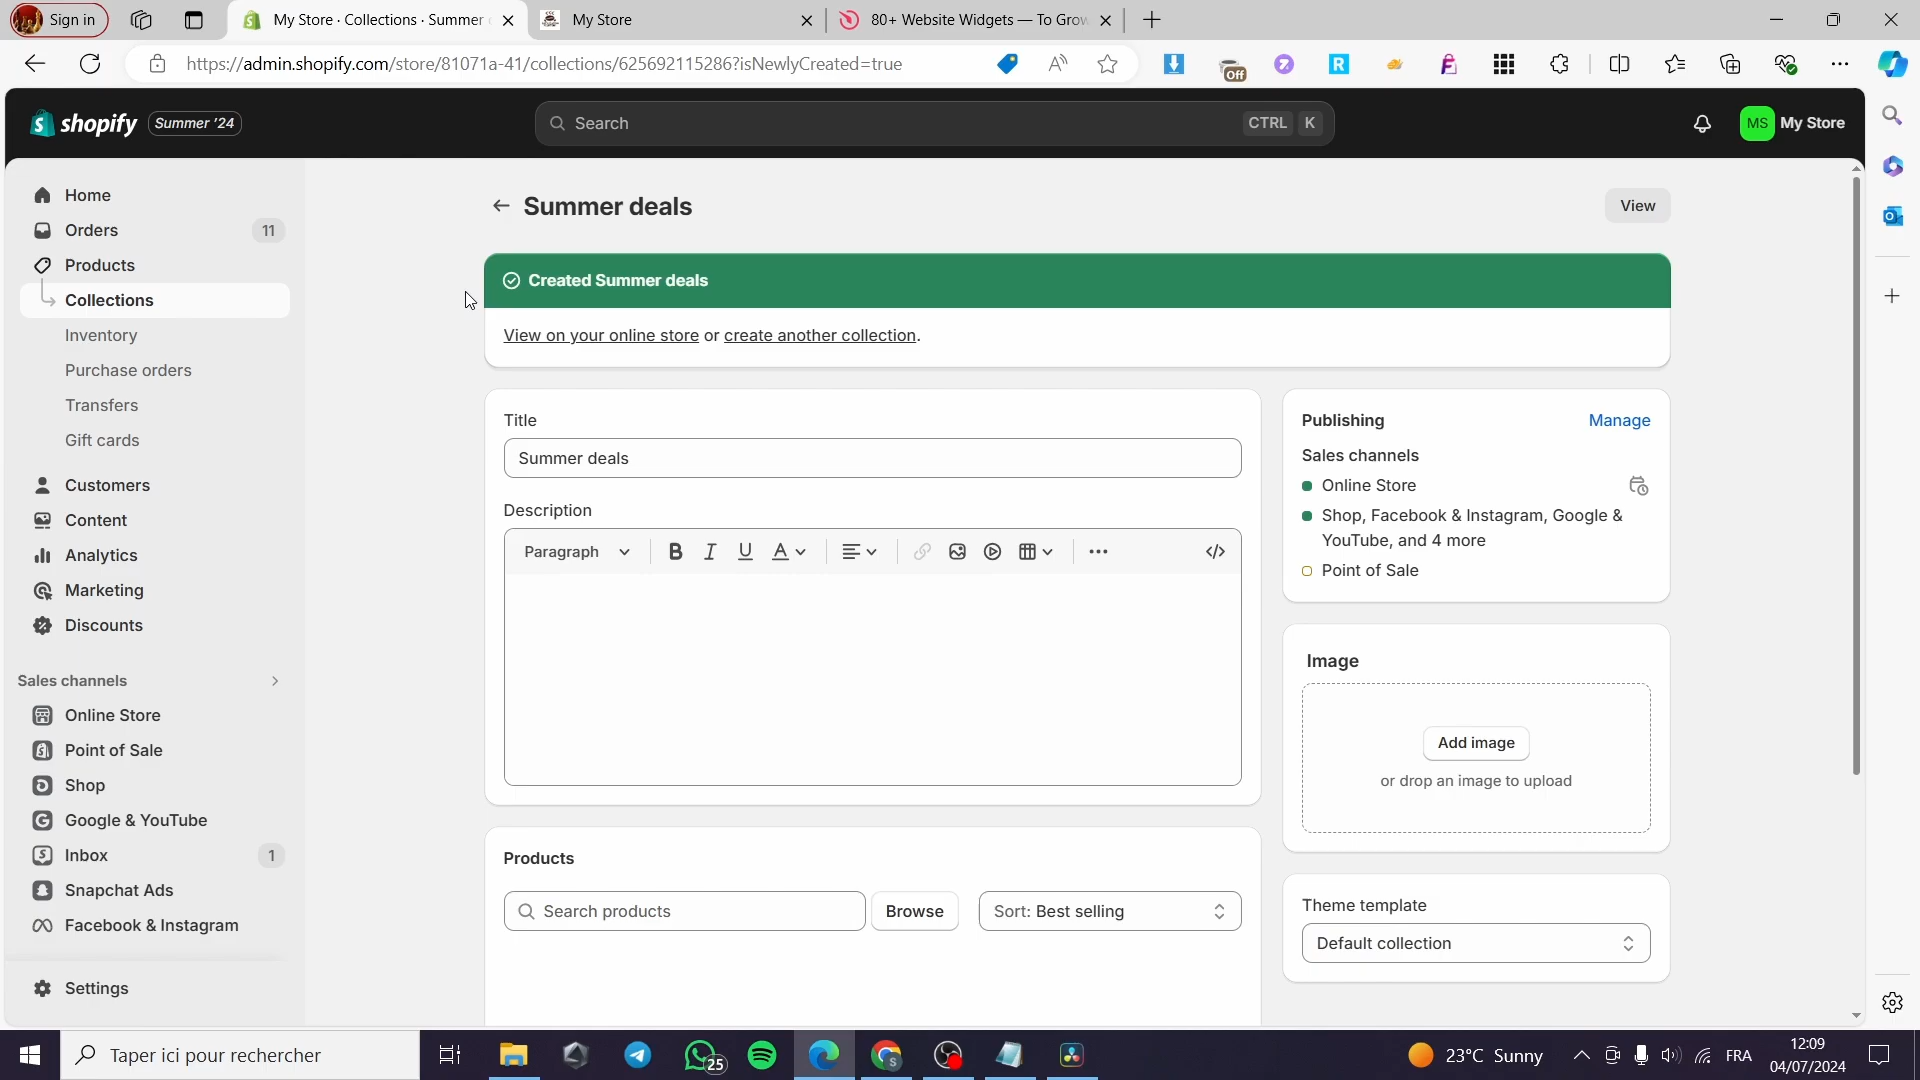 Sign in
My Store · Collections · Summer
My Store
80+ Website Widgets — To Grow
https://admin.shopify.com/store/81071a-41/collections/625692115286?isNewlyCreated=true
Off
shopify
Summer '24
Search
CTRL K
MS My Store
Home
Orders 11
Products
Collections
Inventory
Purchase orders
Transfers
Gift cards
Customers
Content
Analytics
Marketing
Discounts
Sales channels
Online Store
Point of Sale
Shop
Google & YouTube
Inbox 1
Snapchat Ads
Facebook & Instagram
Settings
Summer deals
View
Created Summer deals
View on your online store or create another collection.
Title
Summer deals
Description
Paragraph
B I U A
Products
Search products
Browse
Sort: Best selling
Publishing
Manage
Sales channels
Online Store
Shop, Facebook & Instagram, Google &
YouTube, and 4 more
Point of Sale
Image
Add image
or drop an image to upload
Theme template
Default collection
Taper ici pour rechercher
25
23°C Sunny
FRA
12:09
04/07/2024